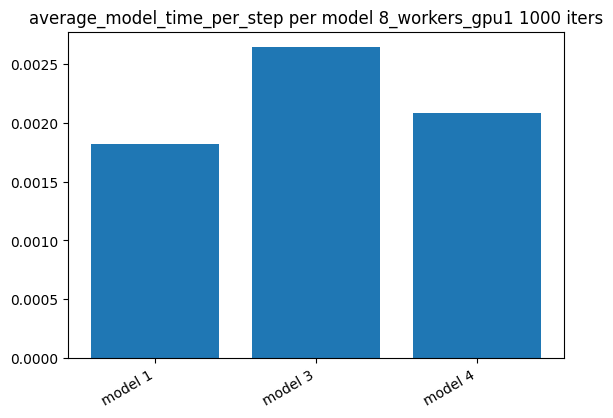 average_model_time_per_step per model 8_workers_gpu1 1000 iters
0.0025
0.0020
0.0015
0.0010
0.0005
0.0000
model 1
model 3
model 4